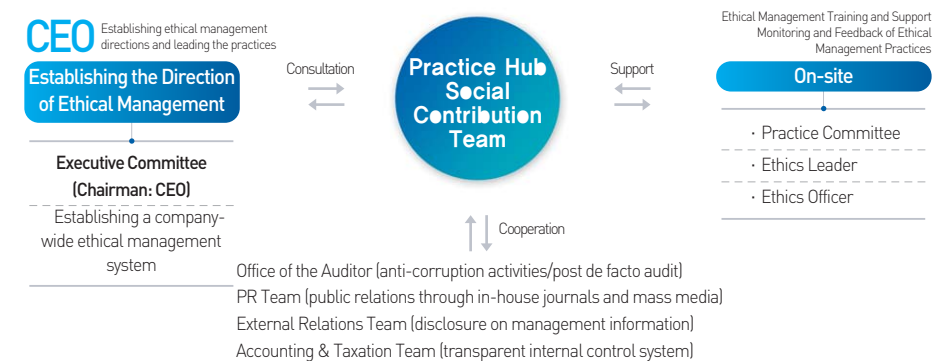 CEO
Establishing ethical management
directions and leading the practices
Establishing the Direction
of Ethical Management
Executive Committee
(Chairman: CEO)
Establishing a company-
wide ethical management
system
Consultation
Practice Hub
Social
Contribution
Team
Support
Ethical Management Training and Support
Monitoring and Feedback of Ethical
Management Practices
On-site
· Practice Committee
· Ethics Leader
· Ethics Officer
Cooperation
Office of the Auditor (anti-corruption activities/post de facto audit)
PR Team (public relations through in-house journals and mass media)
External Relations Team (disclosure on management information)
Accounting & Taxation Team (transparent internal control system)